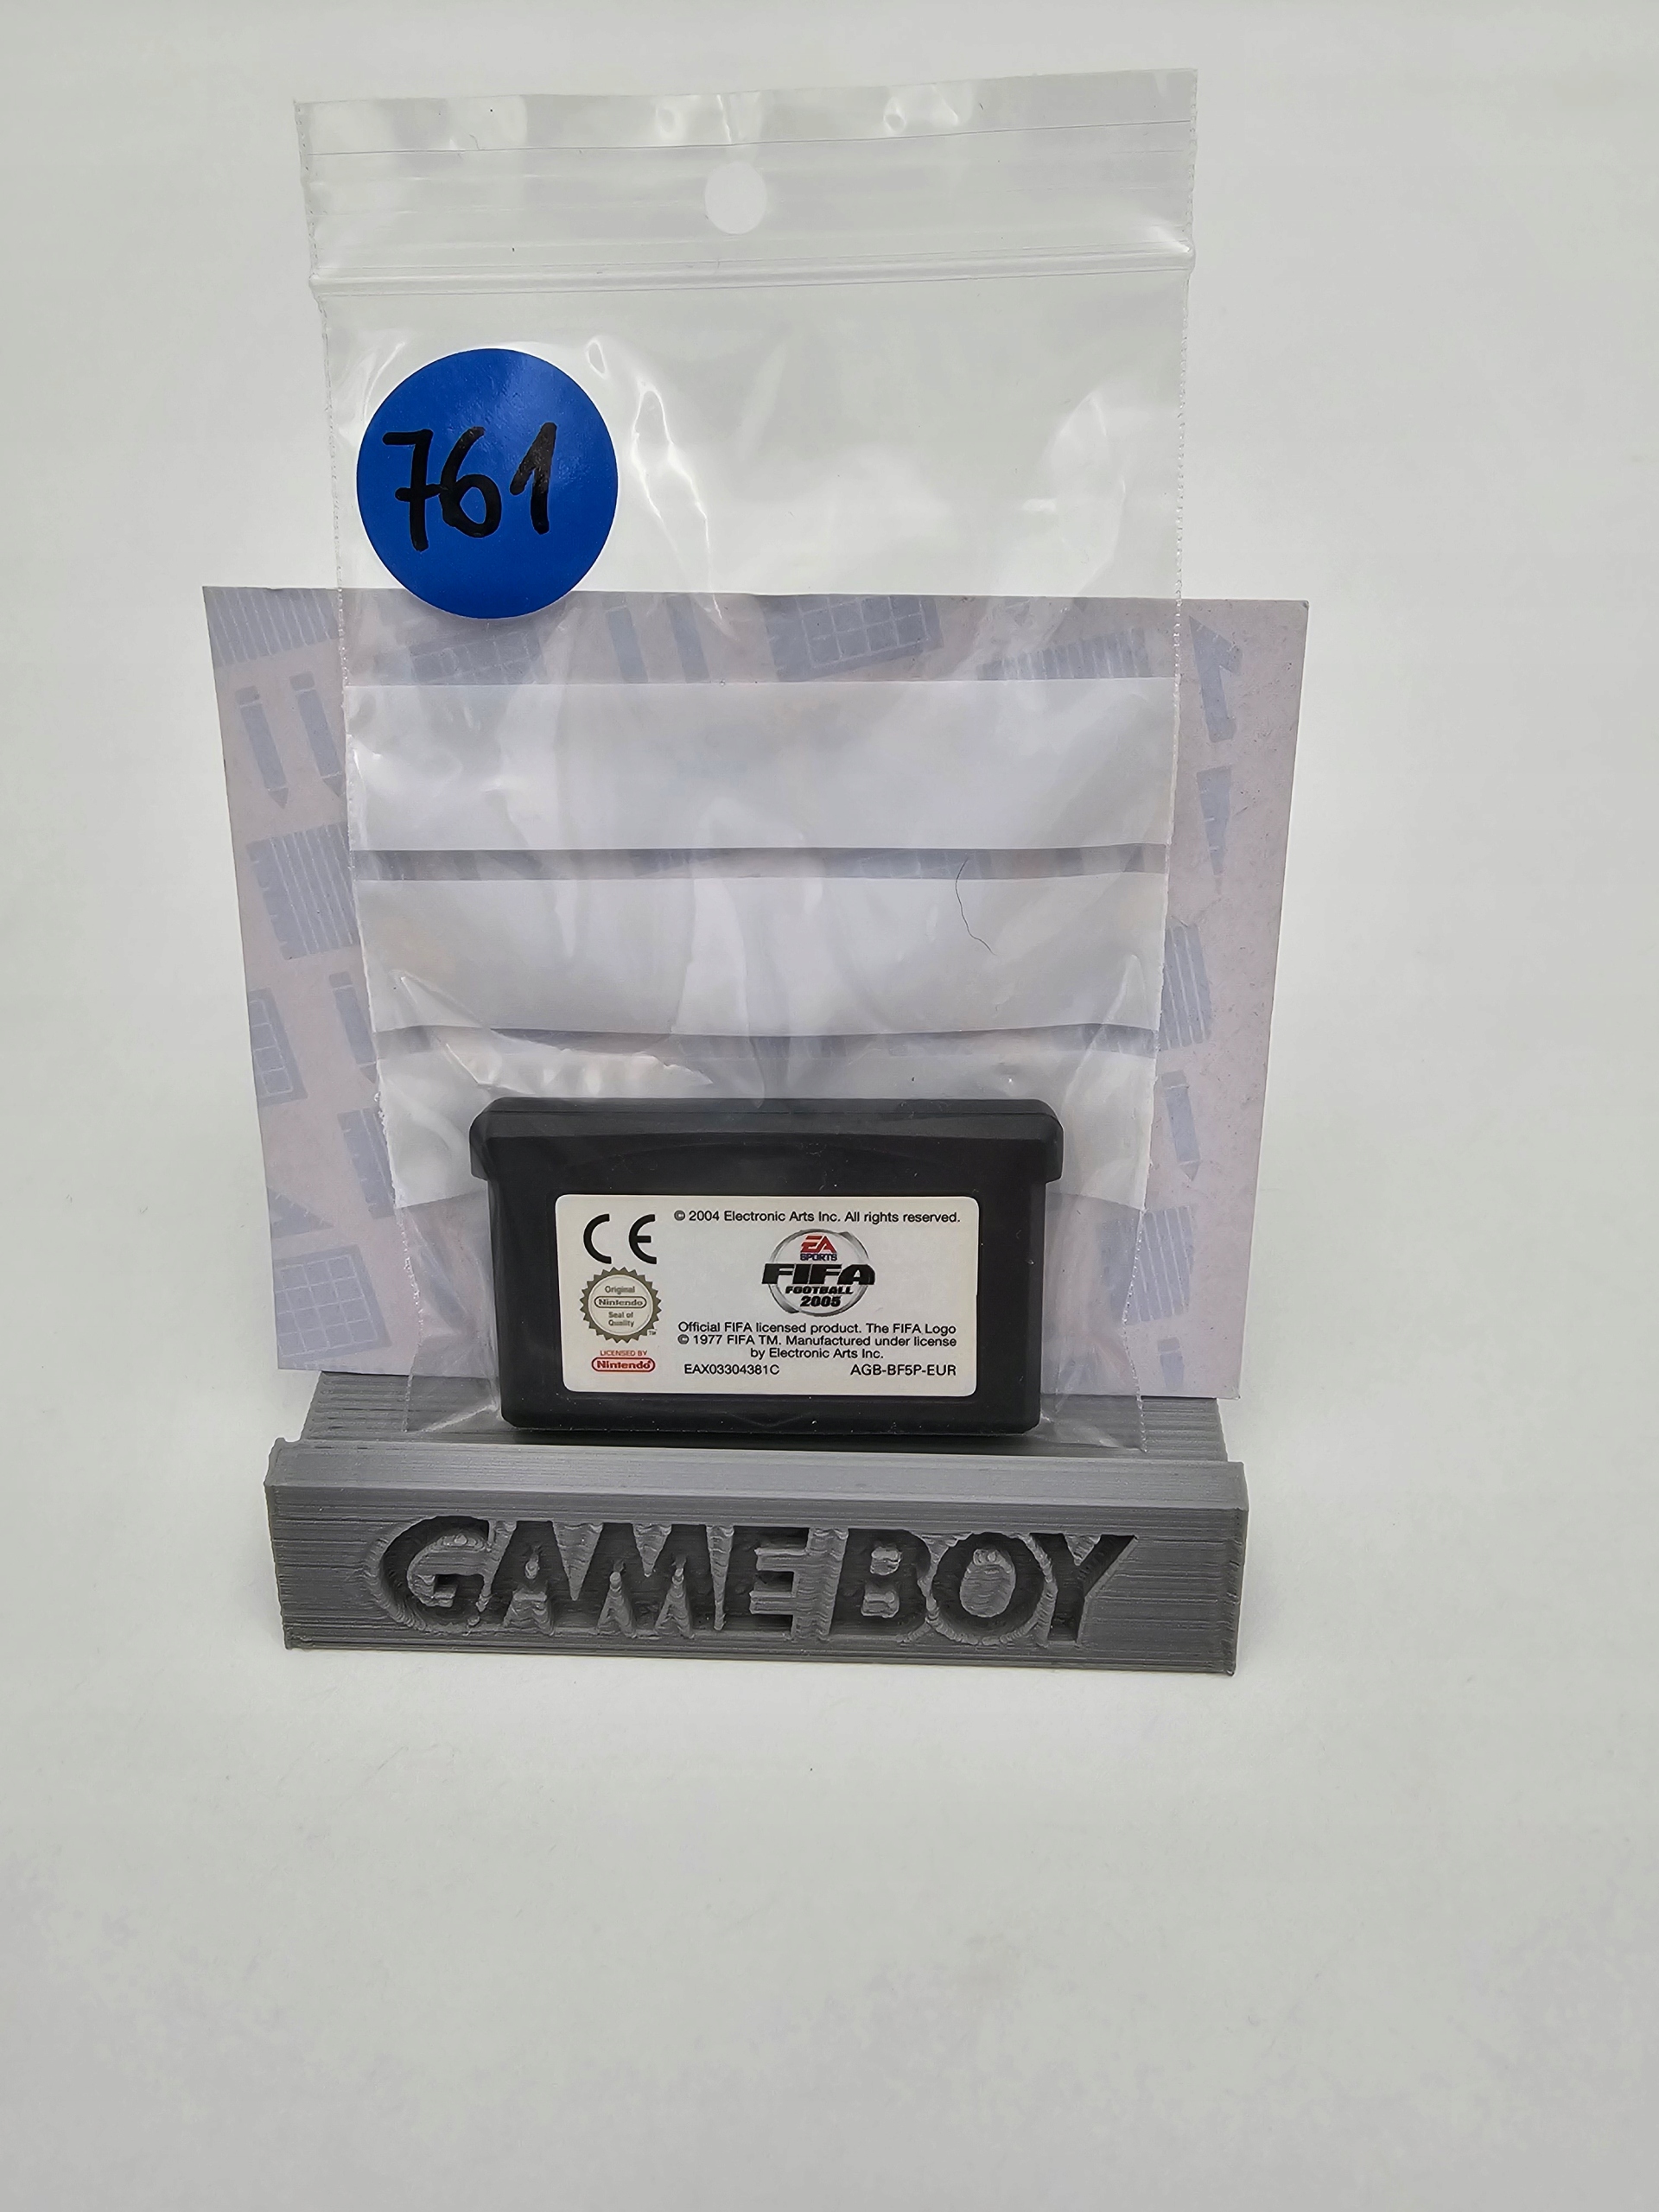 761
CE
© 2004 Electronic Arts Inc. All rights reserved.
EA
SPORTS
FIFA
FOOTBALL
2005
Original
Nintendo
Seal of
Quality
TM
Official FIFA licensed product. The FIFA Logo
© 1977 FIFA TM. Manufactured under license
by Electronic Arts Inc.
LICENSED BY
Nintendo
EAX03304381C
AGB-BF5P-EUR
GAME BOY